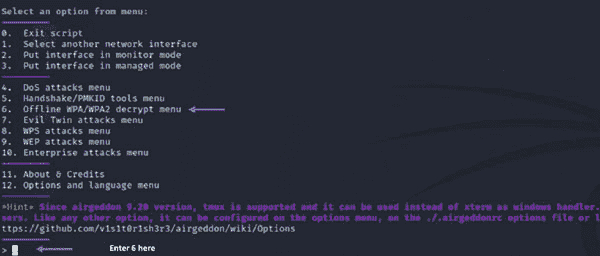 Select an option from menu:
0. Exit script
1. Select another network interface
2. Put interface in monitor mode
3. Put interface in managed mode
4. DoS attacks menu
5. Handshake/PMKID tools menu
6. Offline WPA/WPA2 decrypt menu
7. Evil Twin attacks menu
8. WPS attacks menu
9. WEP attacks menu
10. Enterprise attacks menu
11. About & Credits
12. Options and language menu
*Hint* Since airgeddon 9.20 version, tmux is supported and it can be used instead of xterm as windows handler.
sers. Like any other option, it can be configured on the options menu, on the ./.airgeddonrc options file or l
ttps://github.com/v1s1t0r1sh3r3/airgeddon/wiki/Options
> Enter 6 here